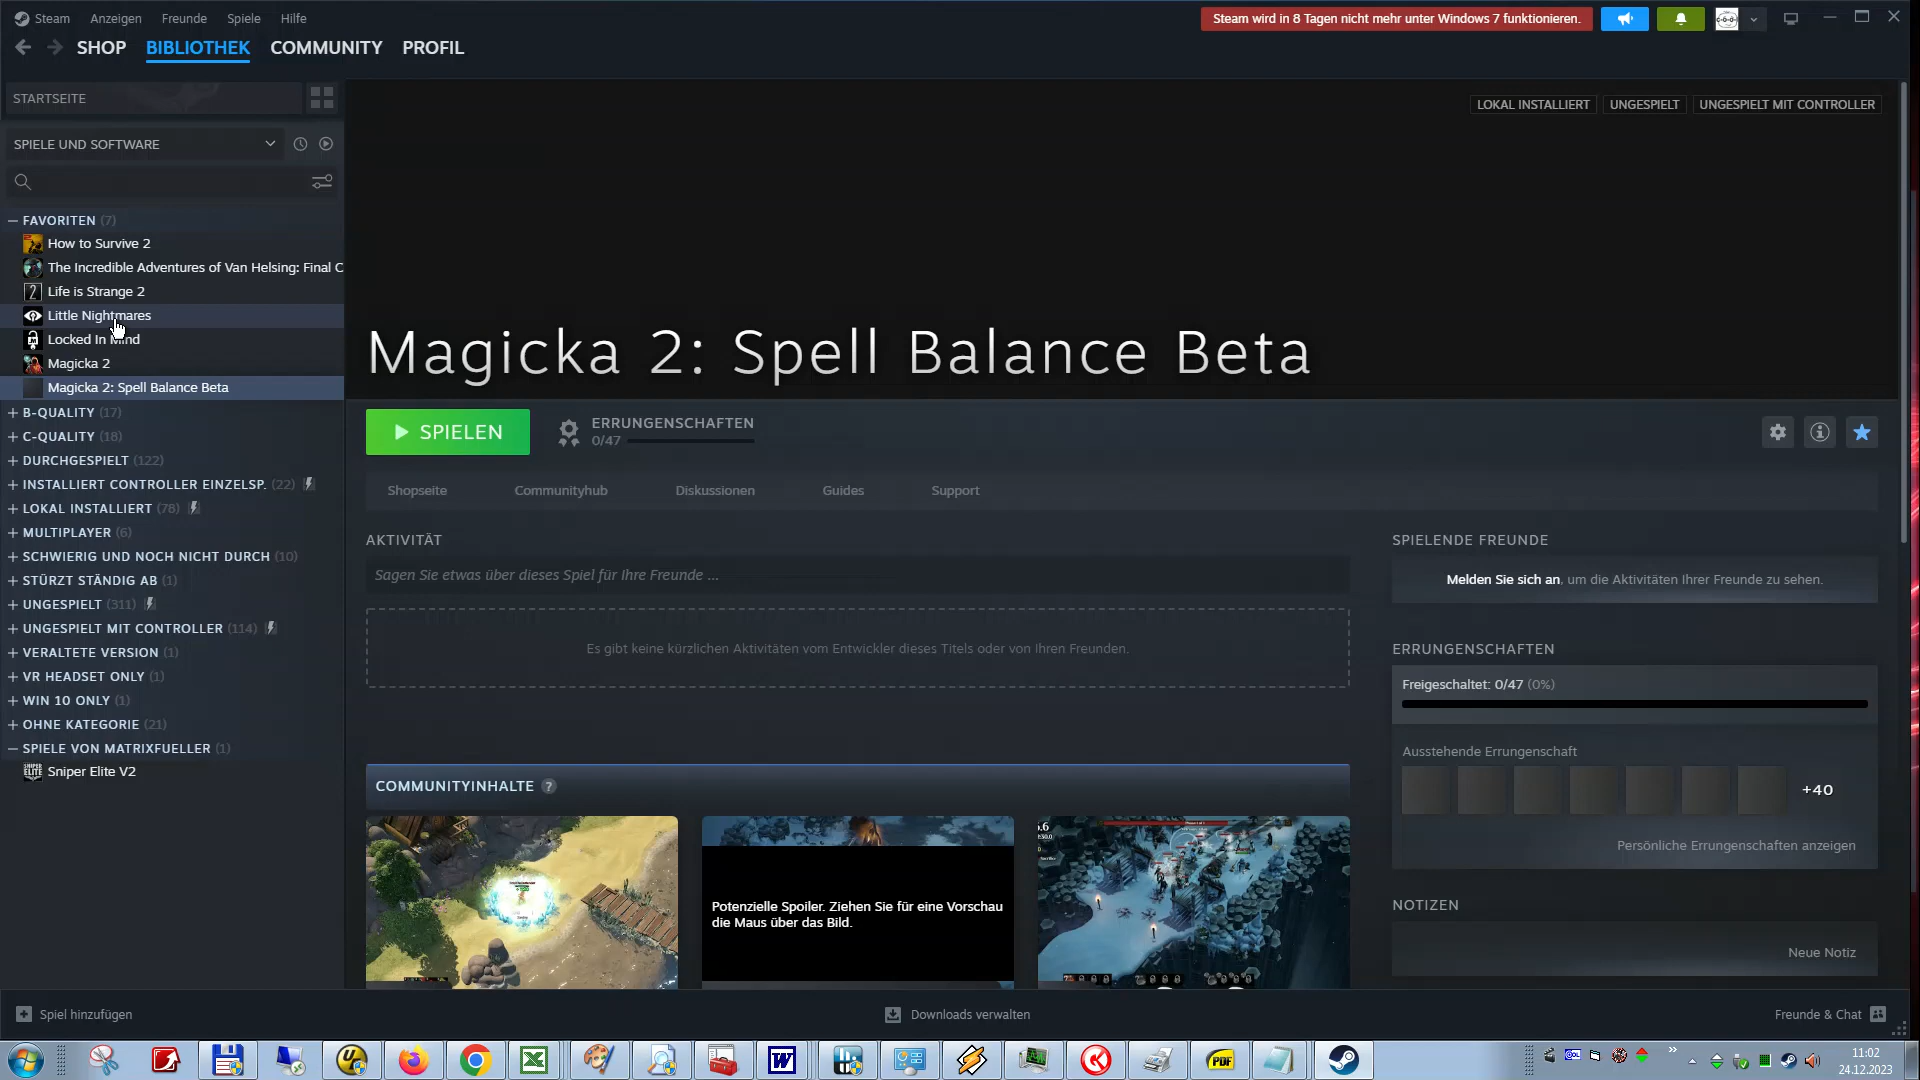 Steam Anzeigen Freunde Spiele Hilfe
Steam wird in 8 Tagen nicht mehr unter Windows 7 funktionieren.
SHOP BIBLIOTHEK COMMUNITY PROFIL
STARTSEITE
SPIELE UND SOFTWARE
FAVORITEN (7)
How to Survive 2
The Incredible Adventures of Van Helsing: Final C
Life is Strange 2
Little Nightmares
Locked In Mind
Magicka 2
Magicka 2: Spell Balance Beta
B-QUALITY (17)
C-QUALITY (18)
DURCHGESPIELT (122)
INSTALLIERT CONTROLLER EINZELSP. (22)
LOKAL INSTALLIERT (78)
MULTIPLAYER (6)
SCHWIERIG UND NOCH NICHT DURCH (10)
STÜRZT STÄNDIG AB (1)
UNGESPIELT (311)
UNGESPIELT MIT CONTROLLER (114)
VERALTETE VERSION (1)
VR HEADSET ONLY (1)
WIN 10 ONLY (1)
OHNE KATEGORIE (21)
SPIELE VON MATRIXFUELLER (1)
Sniper Elite V2
LOKAL INSTALLIERT UNGESPIELT UNGESPIELT MIT CONTROLLER
Magicka 2: Spell Balance Beta
SPIELEN
ERRUNGENSCHAFTEN
0/47
Shopseite Communityhub Diskussionen Guides Support
AKTIVITÄT
Sagen Sie etwas über dieses Spiel für Ihre Freunde ...
Es gibt keine kürzlichen Aktivitäten vom Entwickler dieses Titels oder von Ihren Freunden.
COMMUNITYINHALTE ?
Potenzielle Spoiler. Ziehen Sie für eine Vorschau
die Maus über das Bild.
SPIELENDE FREUNDE
Melden Sie sich an, um die Aktivitäten Ihrer Freunde zu sehen.
ERRUNGENSCHAFTEN
Freigeschaltet: 0/47 (0%)
Ausstehende Errungenschaft
+40
Persönliche Errungenschaften anzeigen
NOTIZEN
Neue Notiz
Spiel hinzufügen
Downloads verwalten
Freunde & Chat
PDF
11:02
24.12.2023